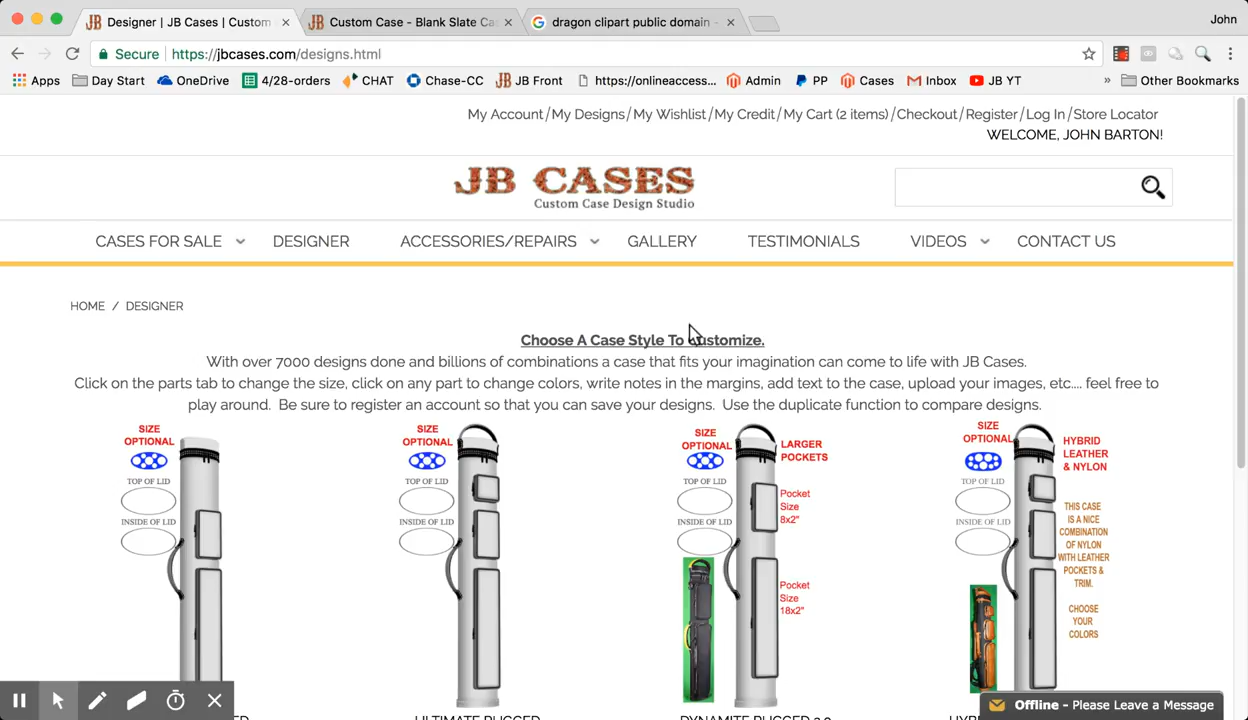 Designer | JB Cases | Custom
Custom Case - Blank Slate Ca
dragon clipart public domain -
John
Secure
https://jbcases.com/designs.html
Apps
Day Start
OneDrive
4/28-orders
CHAT
Chase-CC
JB Front
https://onlineaccess...
Admin
PP
Cases
Inbox
JB YT
»
Other Bookmarks
My Account/My Designs/My Wishlist/My Credit/My Cart (2 items)/Checkout/Register/Log In/Store Locator
WELCOME, JOHN BARTON!
JB CASES
Custom Case Design Studio
CASES FOR SALE
DESIGNER
ACCESSORIES/REPAIRS
GALLERY
TESTIMONIALS
VIDEOS
CONTACT US
HOME / DESIGNER
Choose A Case Style To Customize.
With over 7000 designs done and billions of combinations a case that fits your imagination can come to life with JB Cases.
Click on the parts tab to change the size, click on any part to change colors, write notes in the margins, add text to the case, upload your images, etc.... feel free to
play around. Be sure to register an account so that you can save your designs. Use the duplicate function to compare designs.
SIZE
OPTIONAL
TOP OF LID
INSIDE OF LID
SIZE
OPTIONAL
TOP OF LID
INSIDE OF LID
SIZE
OPTIONAL
TOP OF LID
INSIDE OF LID
LARGER
POCKETS
Pocket
Size
8x2"
Pocket
Size
18x2"
SIZE
OPTIONAL
TOP OF LID
INSIDE OF LID
HYBRID
LEATHER
& NYLON
THIS CASE
IS A NICE
COMBINATION
OF NYLON
WITH LEATHER
POCKETS &
TRIM.
CHOOSE
YOUR
COLORS
ULTIMATE RUGGED
DYNAMITE RUGGED 2.0
Offline - Please Leave a Message